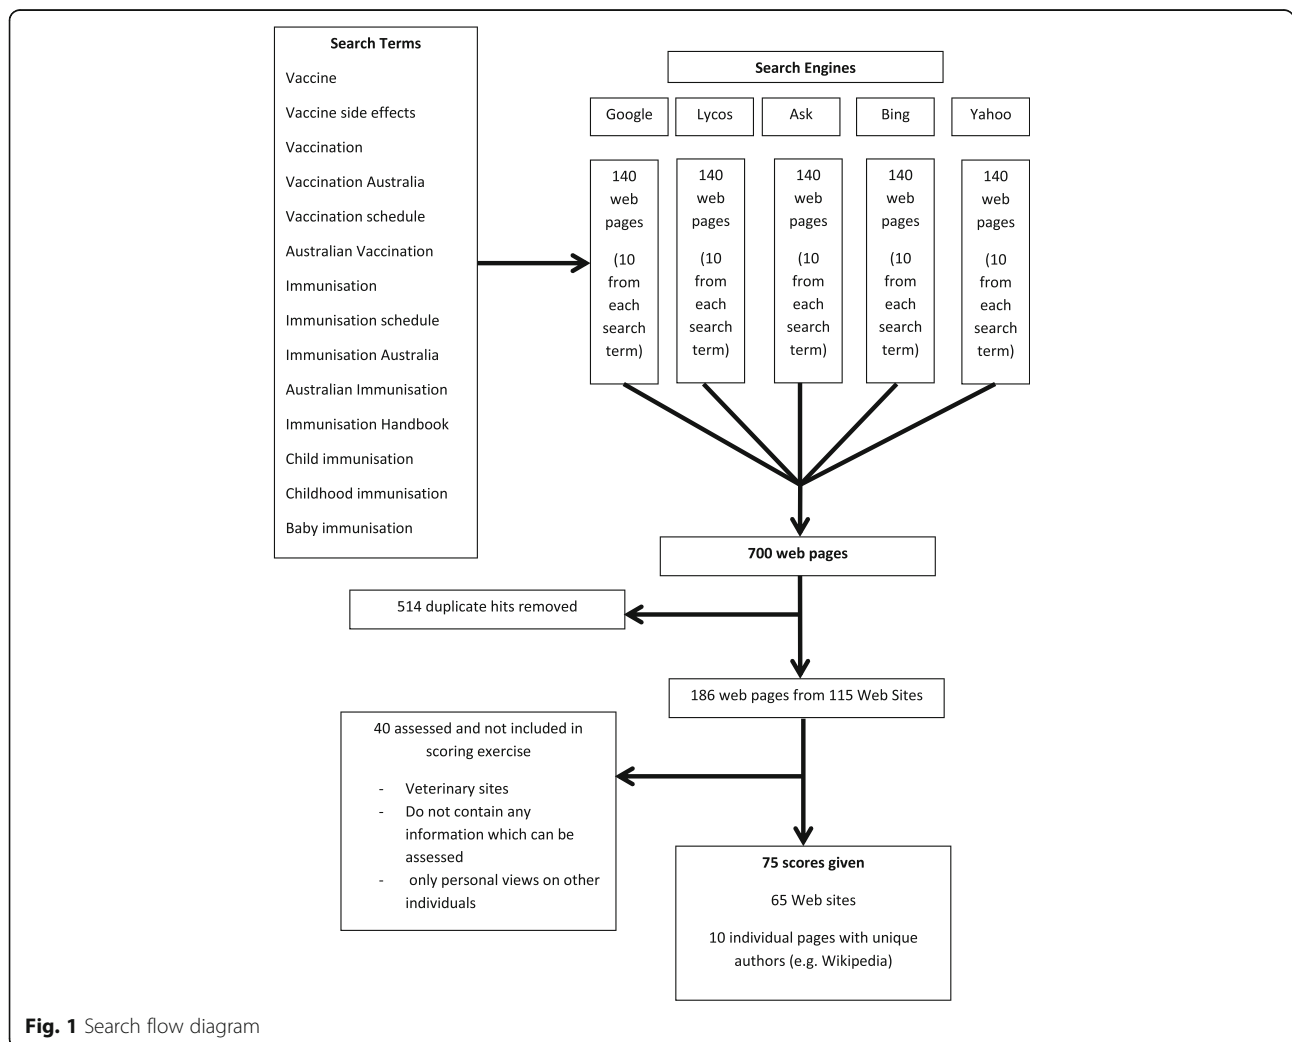 Search Terms
Vaccine
Vaccine side effects
Vaccination
Vaccination Australia
Vaccination schedule
Australian Vaccination
Immunisation
Immunisation schedule
Immunisation Australia
Australian Immunisation
Immunisation Handbook
Child immunisation
Childhood immunisation
Baby immunisation
Search Engines
Google
Lycos
Ask
Bing
Yahoo
140
web
pages
(10
from
each
search
term)
140
web
pages
(10
from
each
search
term)
140
web
pages
(10
from
each
search
term)
140
web
pages
(10
from
each
search
term)
140
web
pages
(10
from
each
search
term)
700 web pages
514 duplicate hits removed
186 web pages from 115 Web Sites
40 assessed and not included in
scoring exercise
- Veterinary sites
- Do not contain any
information which can be
assessed
- only personal views on other
individuals
75 scores given
65 Web sites
10 individual pages with unique
authors (e.g. Wikipedia)
Fig. 1 Search flow diagram